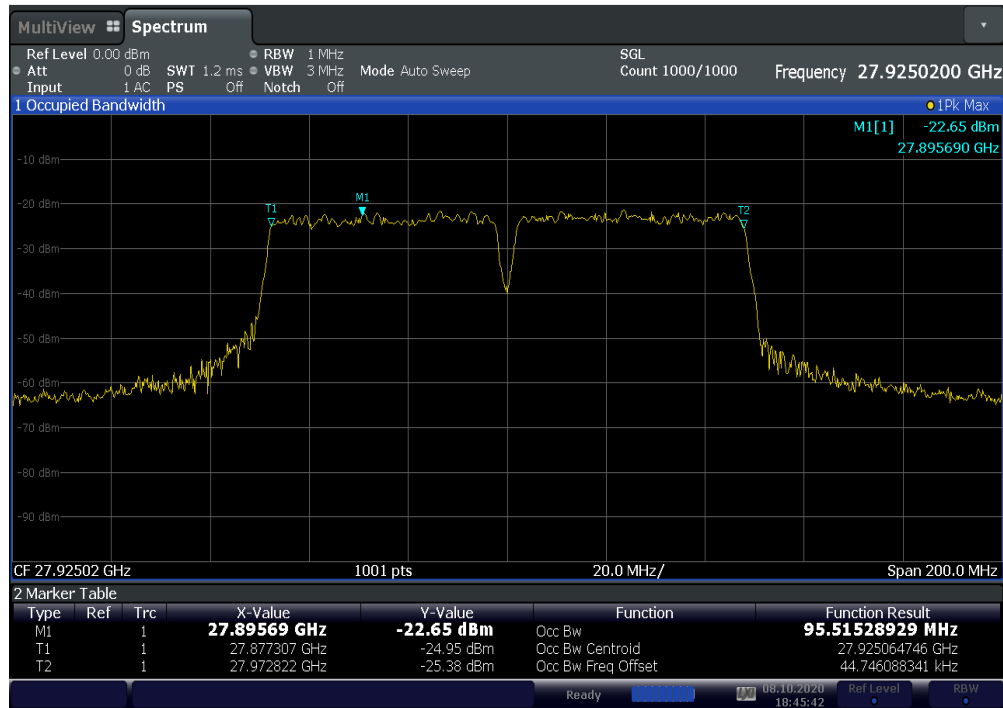 MultiView Spectrum
Ref Level 0.00 dBm RBW 1 MHz SGL
Att 0 dB SWT 1.2 ms VBW 3 MHz Mode Auto Sweep Count 1000/1000 Frequency 27.9250200 GHz
Input 1 AC PS Off Notch Off
1 Occupied Bandwidth 1Pk Max
M1[1] -22.65 dBm
27.895690 GHz
-10 dBm
M1
-20 dBm
T1 T2
-30 dBm
-40 dBm
-50 dBm
-60 dBm
-70 dBm
-80 dBm
-90 dBm
CF 27.92502 GHz 1001 pts 20.0 MHz/ Span 200.0 MHz
2 Marker Table
Type Ref Trc X-Value Y-Value Function Function Result
M1 1 27.89569 GHz -22.65 dBm Occ Bw 95.51528929 MHz
T1 1 27.877307 GHz -24.95 dBm Occ Bw Centroid 27.925064746 GHz
T2 1 27.972822 GHz -25.38 dBm Occ Bw Freq Offset 44.746088341 kHz
Ready 08.10.2020 Ref Level RBW
18:45:42